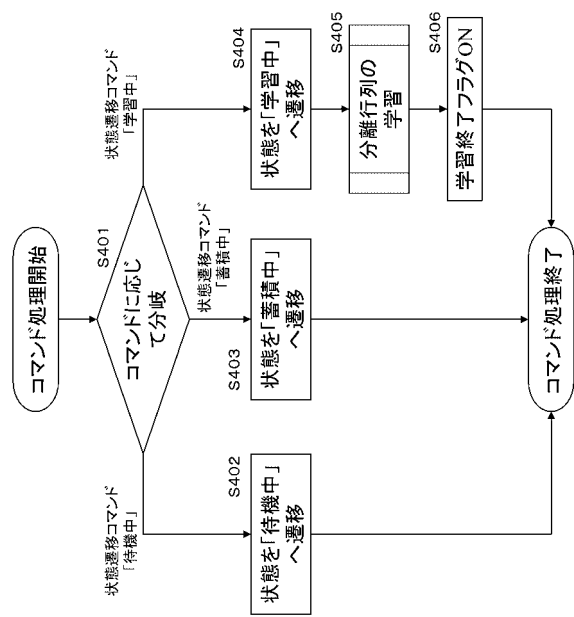 コマンド処理開始
S401
コマンドに応じ
て分岐
状態遷移コマンド
「待機中」
状態遷移コマンド
「蓄積中」
状態遷移コマンド
「学習中」
S402
状態を「待機中」
へ遷移
S403
状態を「蓄積中」
へ遷移
S404
状態を「学習中」
へ遷移
S405
分離行列の
学習
S406
学習終了フラグON
コマンド処理終了